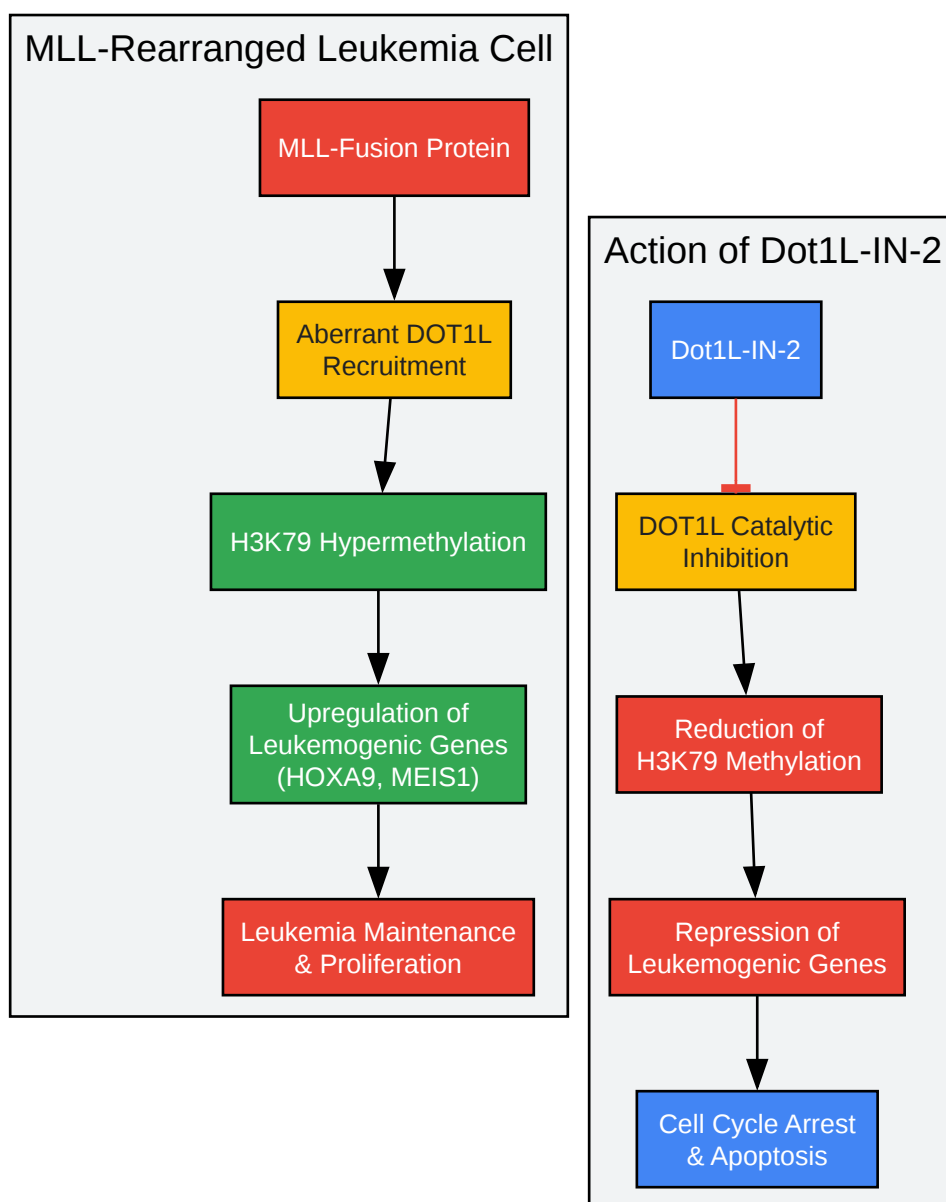 MLL-Rearranged Leukemia Cell
MLL-Fusion Protein
Aberrant DOT1L
Recruitment
H3K79 Hypermethylation
Upregulation of
Leukemogenic Genes
(HOXA9, MEIS1)
Leukemia Maintenance
& Proliferation
Action of Dot1L-IN-2
Dot1L-IN-2
DOT1L Catalytic
Inhibition
Reduction of
H3K79 Methylation
Repression of
Leukemogenic Genes
Cell Cycle Arrest
& Apoptosis